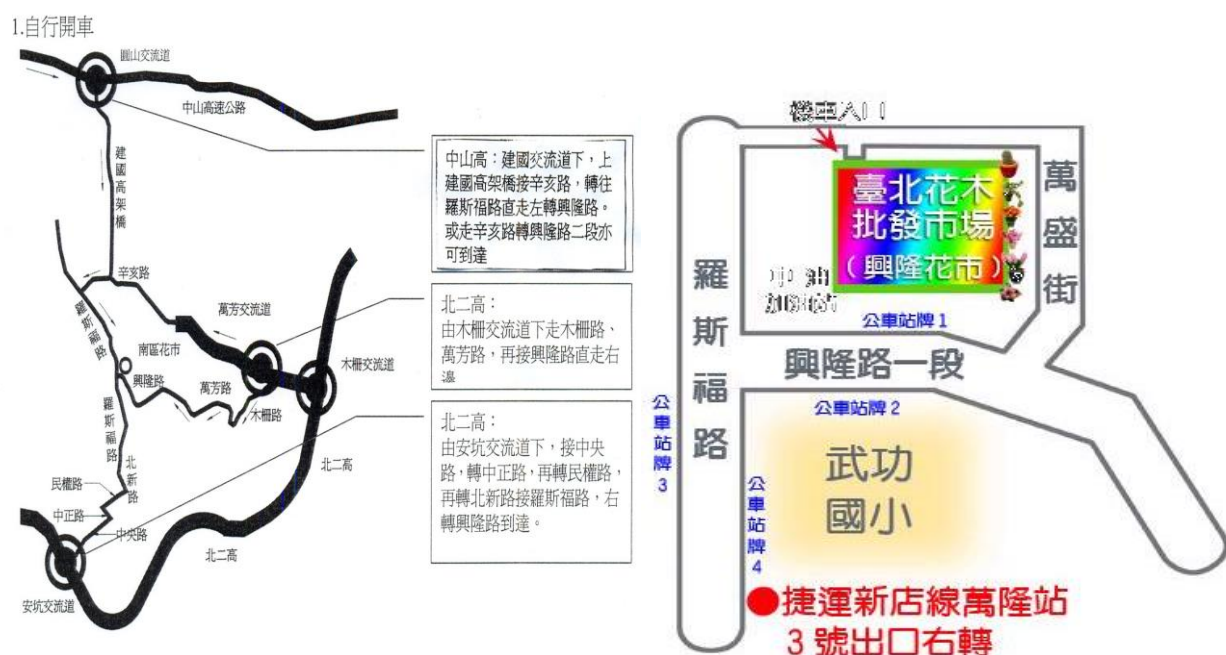 1.自行開車
圓山交流道
中山高速公路
建國高架橋
辛亥路
羅斯福路
萬芳交流道
南區花市
興隆路
萬芳路
木柵交流道
木柵路
羅斯福路
北新路
民權路
中正路
中央路
北二高
北二高
安坑交流道
中山高：建國交流道下，上
建國高架橋接辛亥路，轉往
羅斯福路直走左轉興隆路。
或走辛亥路轉興隆路二段亦
可到達
北二高：
由木柵交流道下走木柵路、
萬芳路，再接興隆路直走右
邊
北二高：
由安坑交流道下，接中央
路，轉中正路，再轉民權路，
再轉北新路接羅斯福路，右
轉興隆路到達。
機車入口
臺北花木
批發市場
（興隆花市）
萬盛街
中油
加油站
羅斯福路
公車站牌1
興隆路一段
公車站牌2
公車站牌3
武功
國小
公車站牌4
捷運新店線萬隆站
3號出口右轉